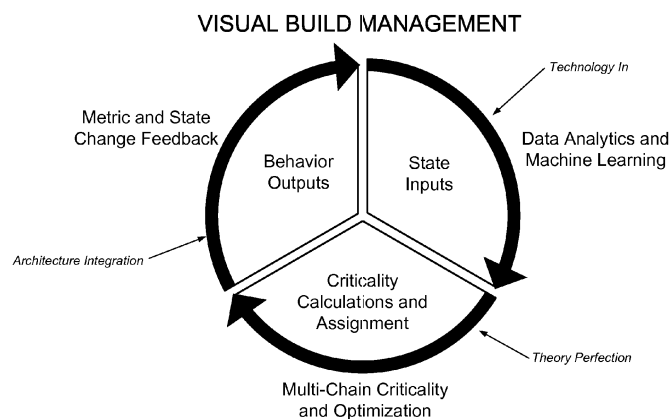 VISUAL BUILD MANAGEMENT
Technology In
Metric and State
Change Feedback
Data Analytics and
Machine Learning
Behavior
Outputs
State
Inputs
Architecture Integration
Criticality
Calculations and
Assignment
Theory Perfection
Multi-Chain Criticality
and Optimization